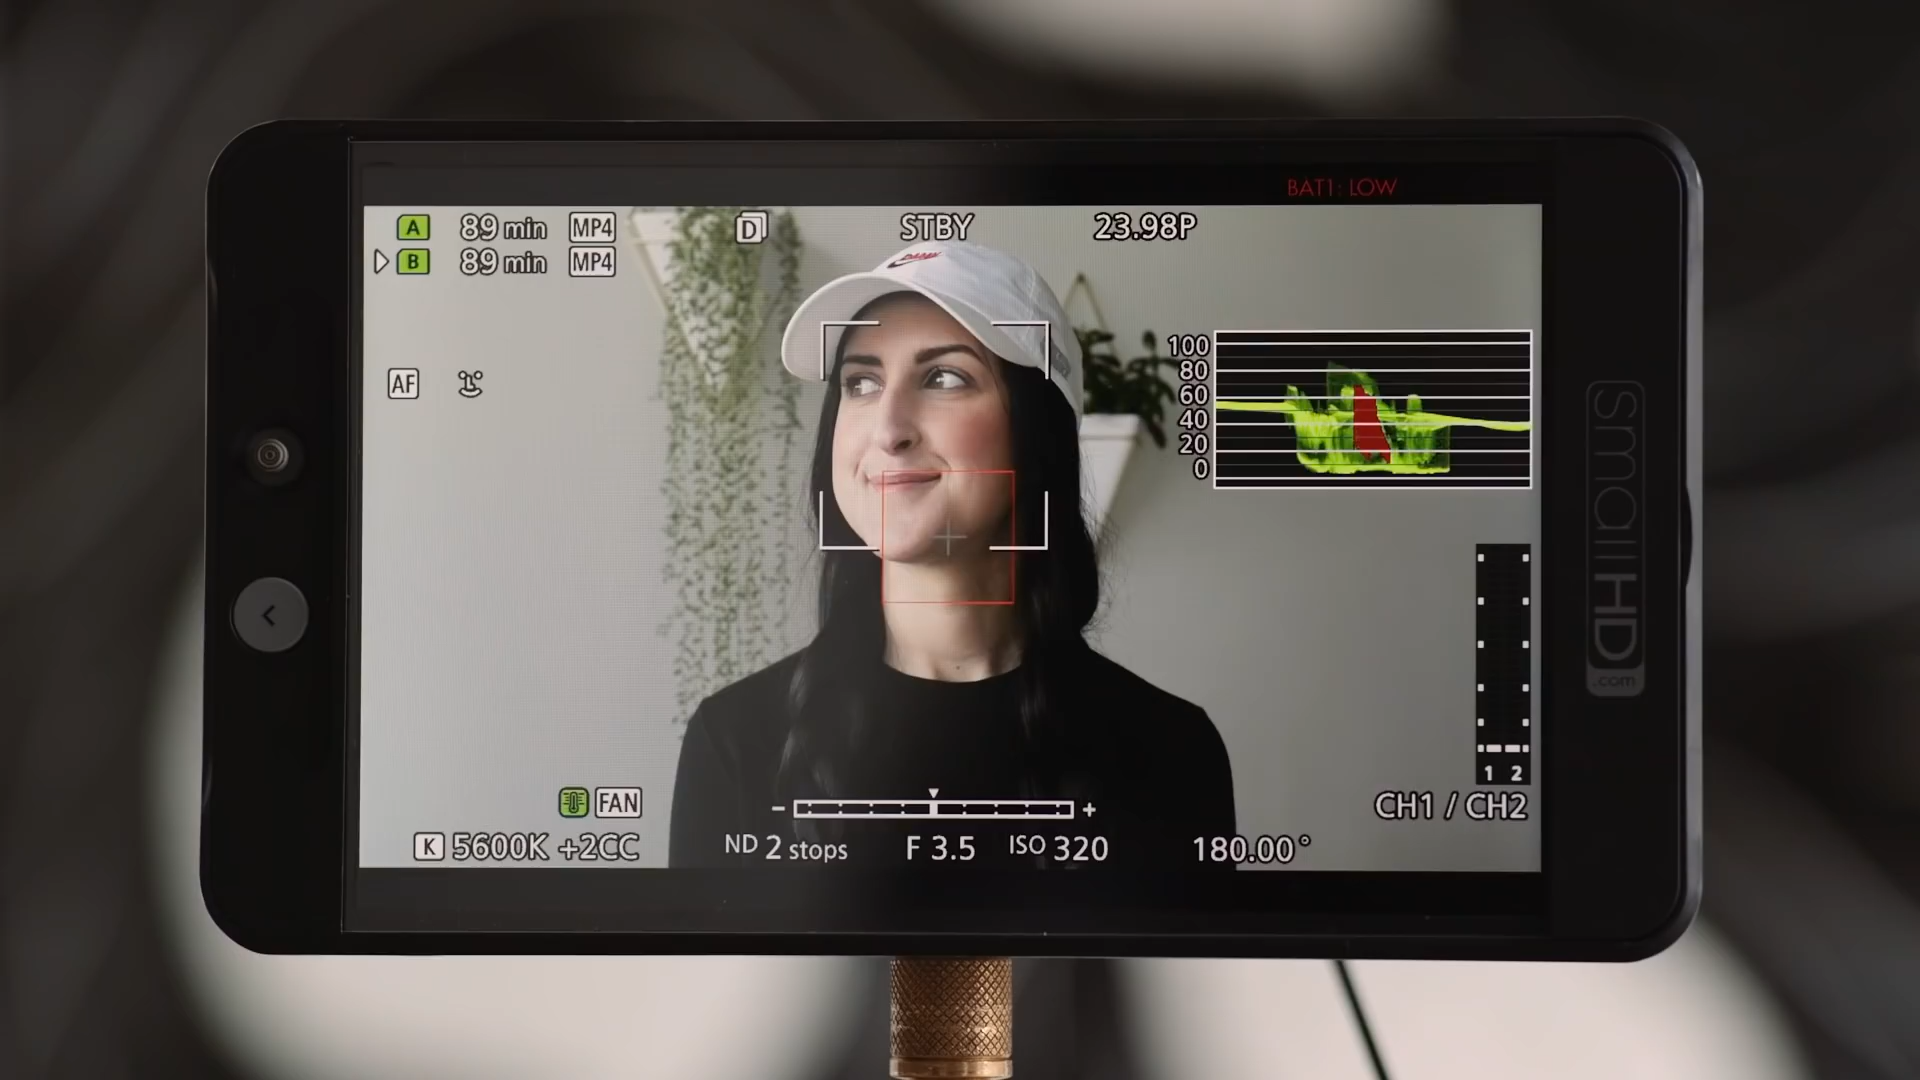 BAT1: LOW
A 89 min MP4
B 89 min MP4
D STBY 23.98P
AF
100
80
60
40
20
0
smallHD
.com
1 2
CH1 / CH2
FAN
K 5600K +2CC
ND 2 stops F 3.5 ISO 320 180.00°